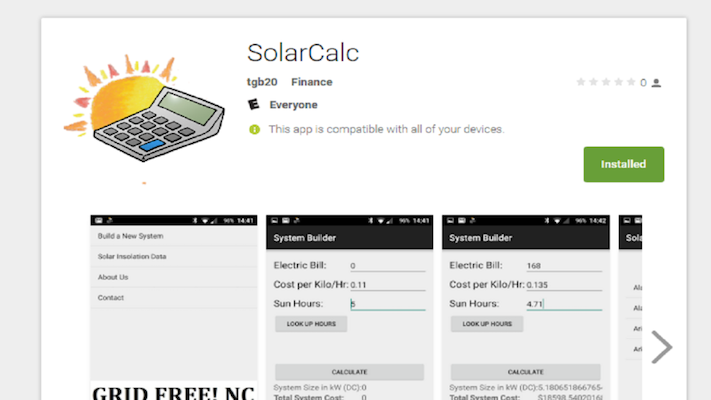 SolarCalc
tgb20 Finance
0
Everyone
This app is compatible with all of your devices.
Installed
96% 14:41
Build a New System
Solar Insolation Data
About Us
Contact
GRID FREE! NC
96% 14:41
System Builder
Electric Bill: 0
Cost per Kilo/Hr: 0.11
Sun Hours: 5
LOOK UP HOURS
CALCULATE
System Size in kW (DC):0
Total System Cost: 0
96% 14:42
System Builder
Electric Bill: 168
Cost per Kilo/Hr: 0.135
Sun Hours: 4.71
LOOK UP HOURS
CALCULATE
System Size in kW (DC):5.180651866765
Total System Cost: $18598.5402016
Sola
Ala
Ala
Ari